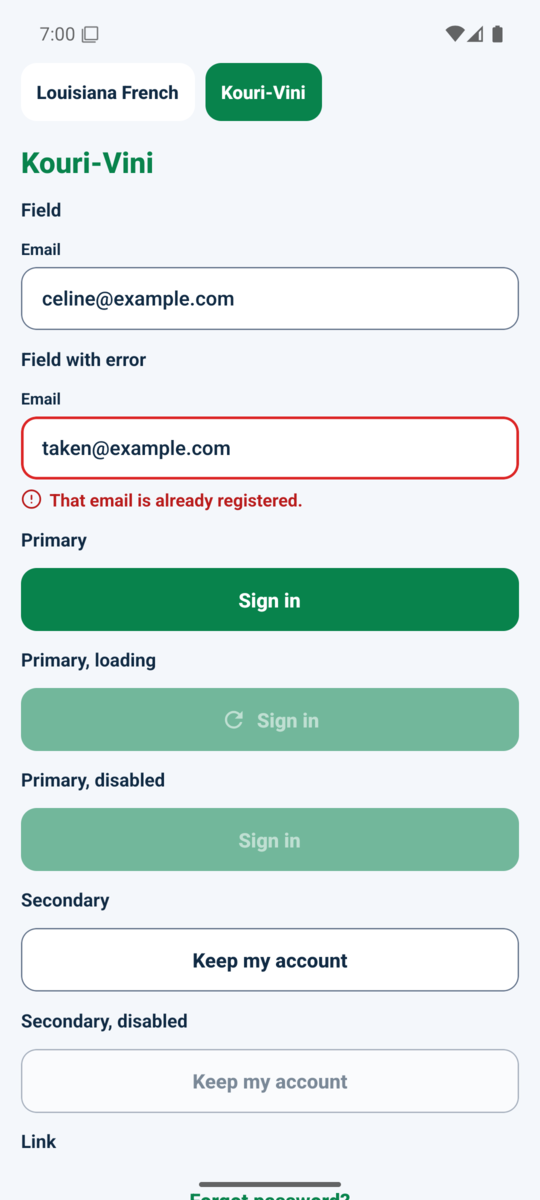 7:00
Louisiana French
Kouri-Vini
Kouri-Vini
Field
Email
celine@example.com
Field with error
Email
taken@example.com
That email is already registered.
Primary
Sign in
Primary, loading
Sign in
Primary, disabled
Sign in
Secondary
Keep my account
Secondary, disabled
Keep my account
Link
Forgot password?